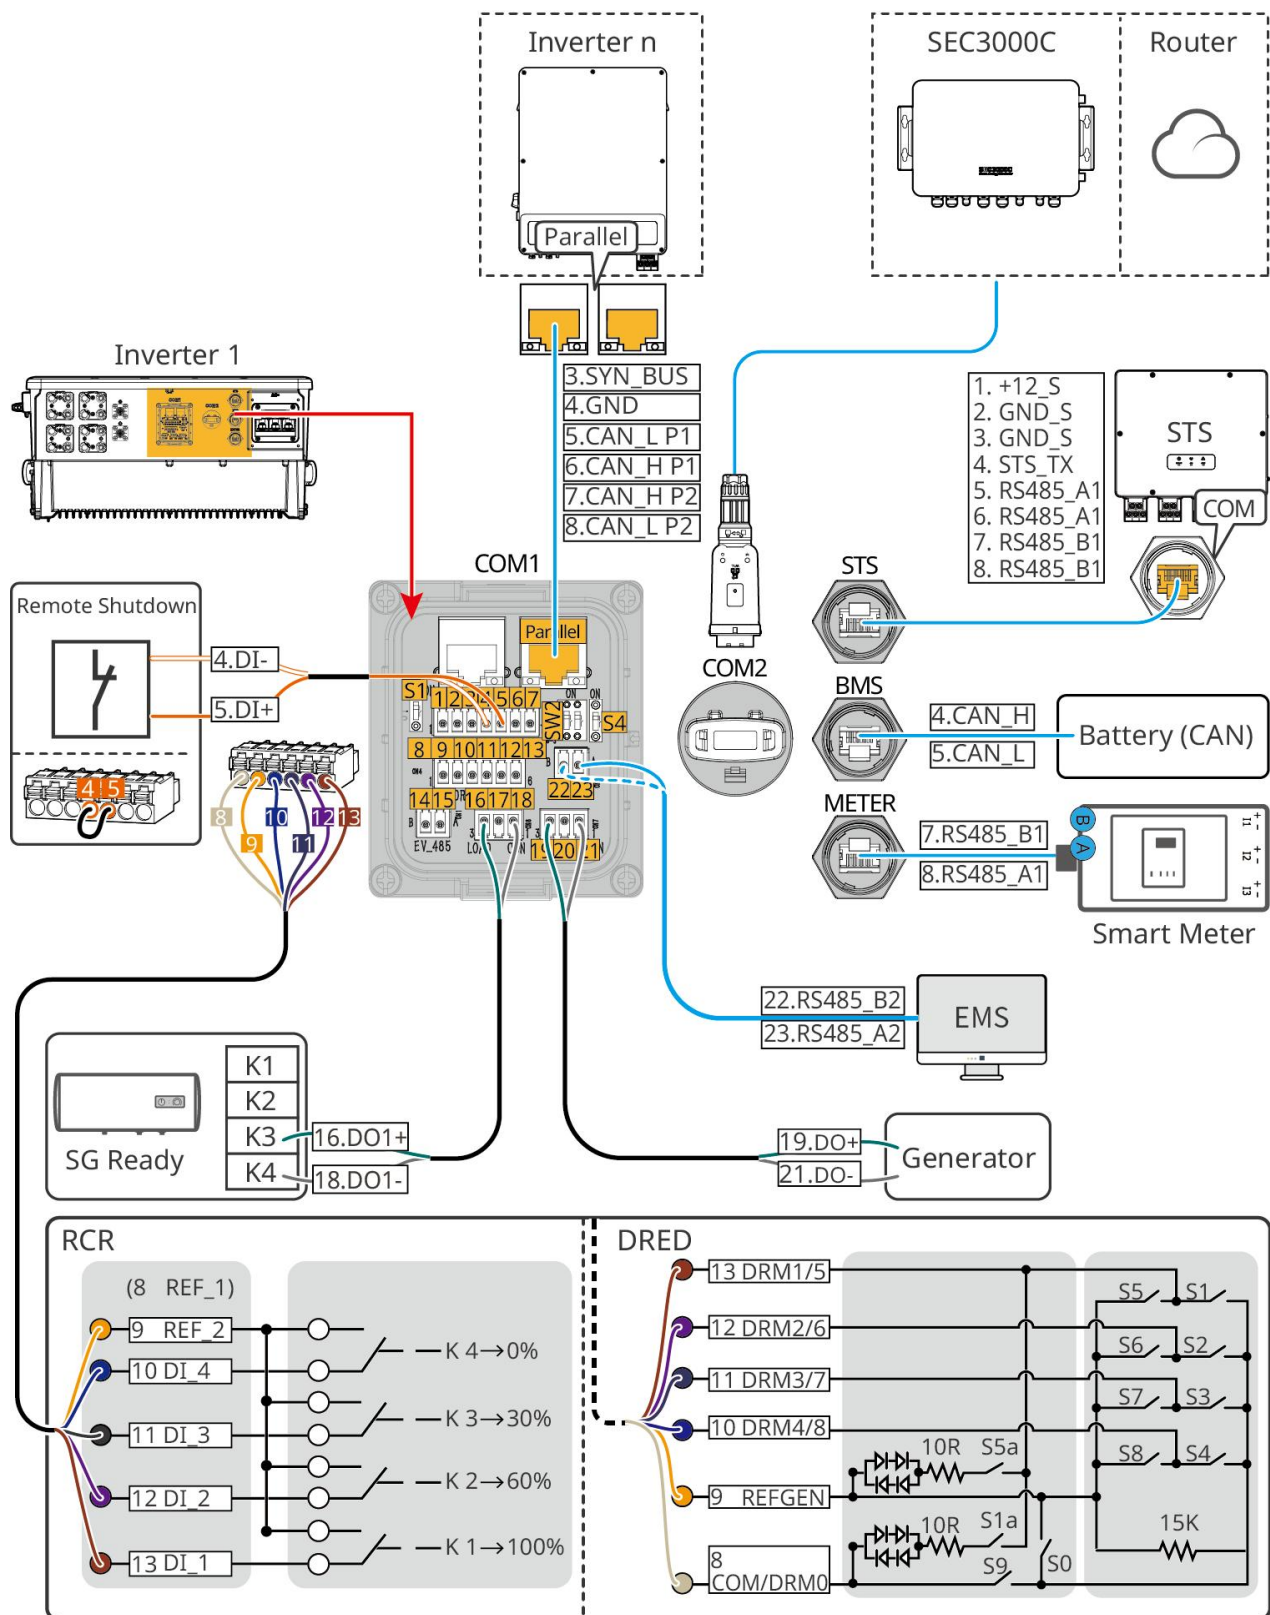 Inverter n
SEC3000C
Router
Parallel
3.SYN_BUS
4.GND
5.CAN_L P1
6.CAN_H P1
7.CAN_H P2
8.CAN_L P2
Inverter 1
1. +12_S
2. GND_S
3. GND_S
4. STS_TX
5. RS485_A1
6. RS485_A1
7. RS485_B1
8. RS485_B1
STS
COM
COM1
STS
Remote Shutdown
4.DI-
5.DI+
Parallel
COM2
BMS
S1
ON
ON
1 2 3 4 5 6 7
SW2
S4
8 9 10 11 12 13
22 23
14 15
16 17 18
EV_485
19 20 21
4.CAN_H
5.CAN_L
Battery (CAN)
4 5
8
9
10
11
12
13
METER
7.RS485_B1
8.RS485_A1
B
A
I1
I2
I3
Smart Meter
22.RS485_B2
23.RS485_A2
EMS
K1
K2
K3
K4
SG Ready
16.DO1+
18.DO1-
19.DO+
21.DO-
Generator
RCR
(8 REF_1)
9 REF_2
10 DI_4
11 DI_3
12 DI_2
13 DI_1
K 4→0%
K 3→30%
K 2→60%
K 1→100%
DRED
13 DRM1/5
12 DRM2/6
11 DRM3/7
10 DRM4/8
9 REFGEN
8
COM/DRM0
S5 S1
S6 S2
S7 S3
S8 S4
10R S5a
10R S1a
S9
S0
15K